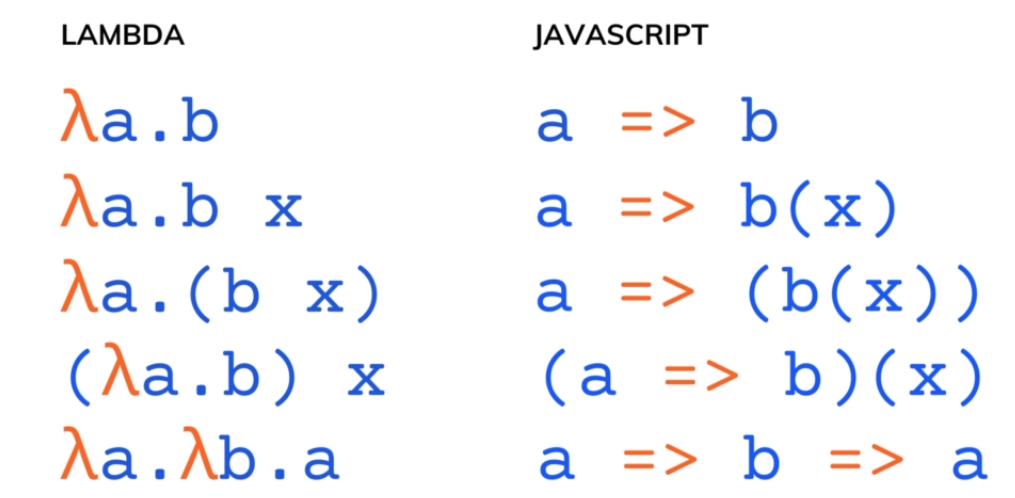 LAMBDA JAVASCRIPT
λa.b a => b
λa.b x a => b(x)
λa.(b x) a => (b(x))
(λa.b) x (a => b)(x)
λa.λb.a a => b => a